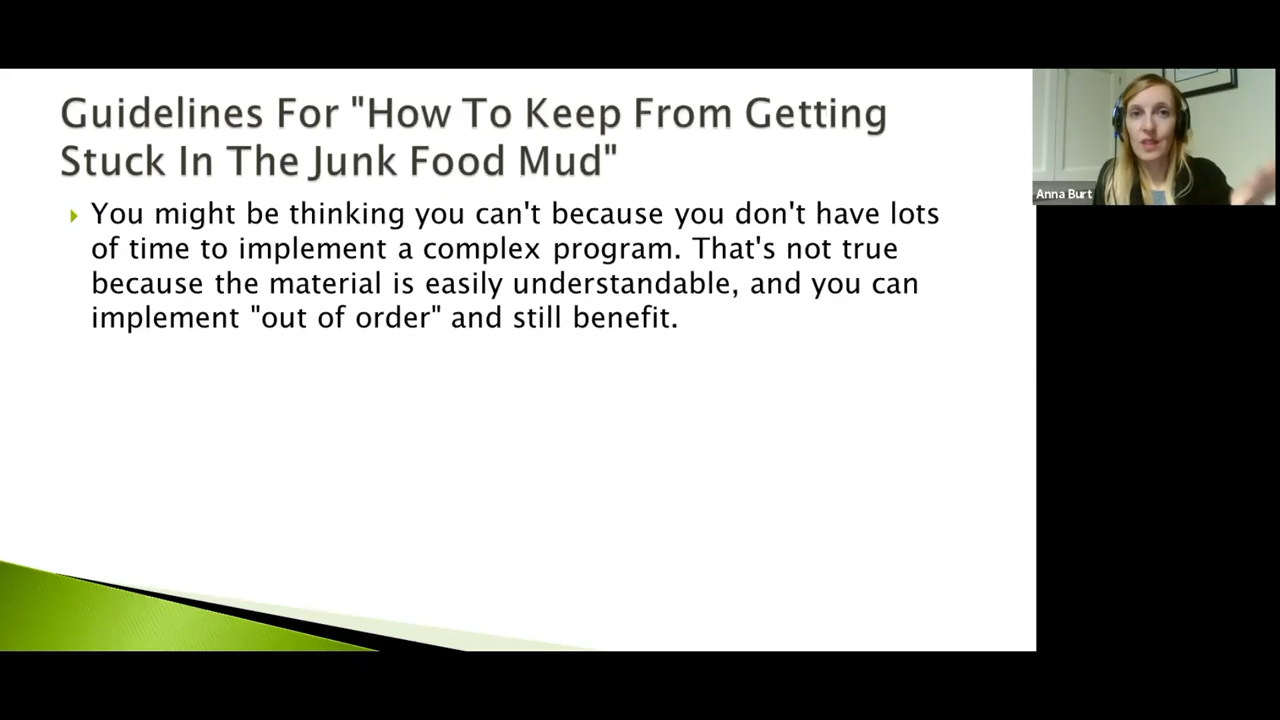 Guidelines For "How To Keep From Getting
Stuck In The Junk Food Mud"
You might be thinking you can't because you don't have lots
of time to implement a complex program. That's not true
because the material is easily understandable, and you can
implement "out of order" and still benefit.
Anna Burt